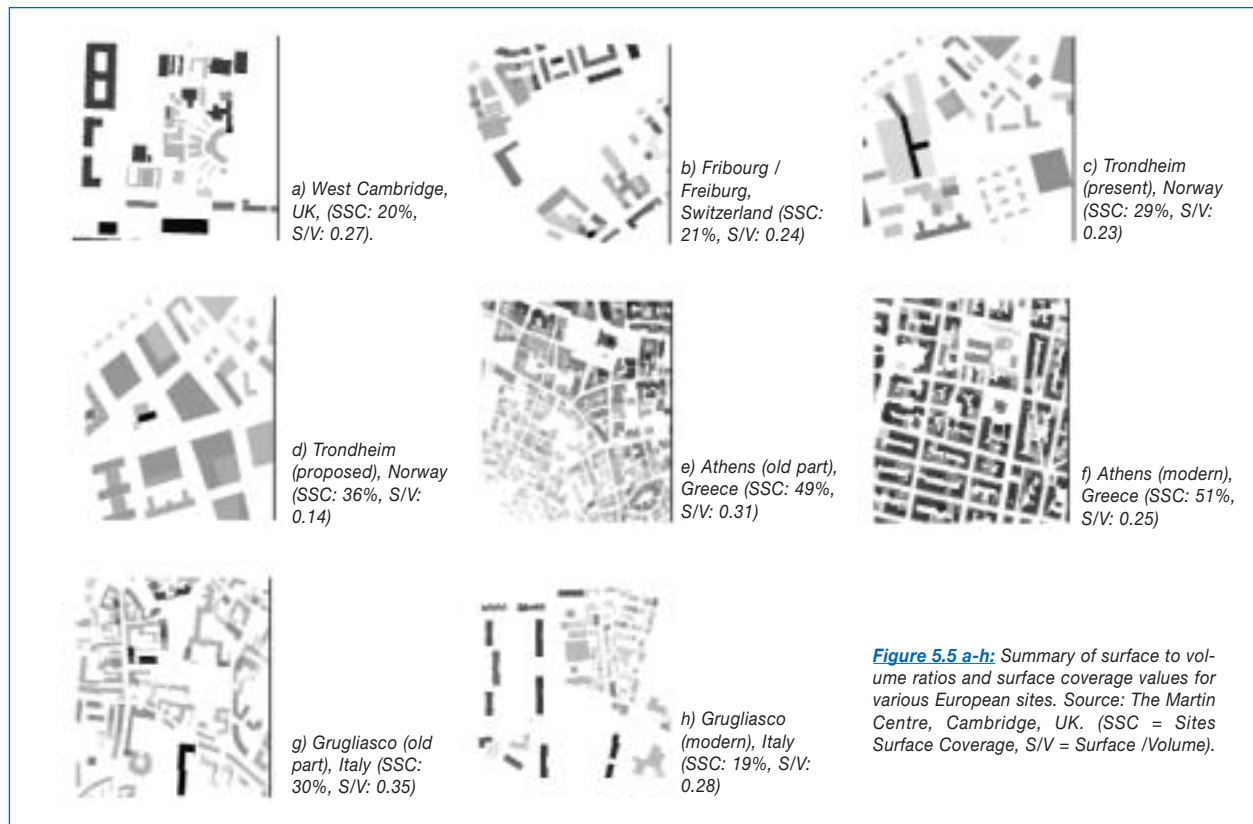 a) West Cambridge,
UK, (SSC: 20%,
S/V: 0.27).
b) Fribourg /
Freiburg,
Switzerland (SSC:
21%, S/V: 0.24)
c) Trondheim
(present), Norway
(SSC: 29%, S/V:
0.23)
d) Trondheim
(proposed), Norway
(SSC: 36%, S/V:
0.14)
e) Athens (old part),
Greece (SSC: 49%,
S/V: 0.31)
f) Athens (modern),
Greece (SSC: 51%,
S/V: 0.25)
g) Grugliasco (old
part), Italy (SSC:
30%, S/V: 0.35)
h) Grugliasco
(modern), Italy
(SSC: 19%, S/V:
0.28)
Figure 5.5 a-h: Summary of surface to vol-
ume ratios and surface coverage values for
various European sites. Source: The Martin
Centre, Cambridge, UK. (SSC = Sites
Surface Coverage, S/V = Surface /Volume).